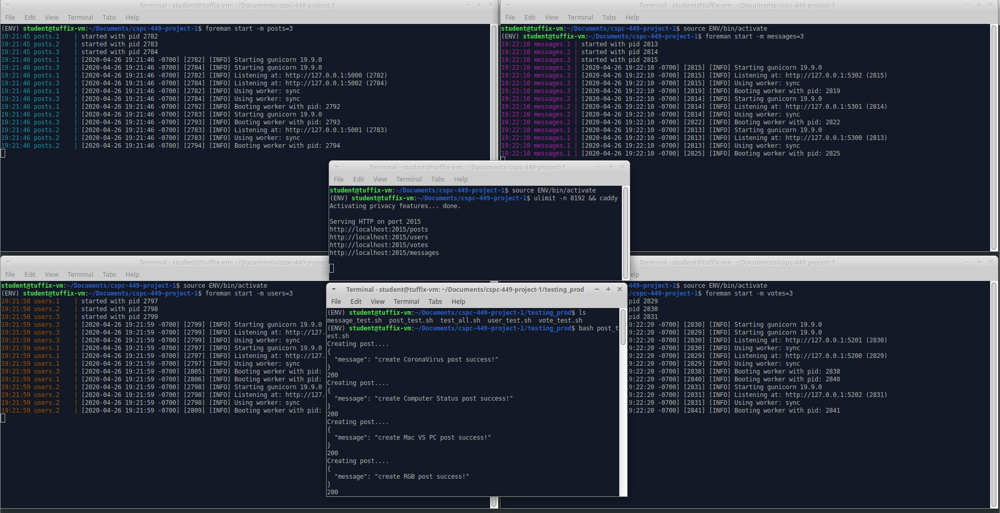 Terminal - student@tuffix-vm: ~/Documents/cspc-449-project-1
File Edit View Terminal Tabs Help
(ENV) student@tuffix-vm:~/Documents/cspc-449-project-1$ foreman start -m posts=3
19:21:45 posts.1    | started with pid 2782
19:21:45 posts.2    | started with pid 2783
19:21:45 posts.3    | started with pid 2784
19:21:46 posts.1    | [2020-04-26 19:21:46 -0700] [2782] [INFO] Starting gunicorn 19.9.0
19:21:46 posts.3    | [2020-04-26 19:21:46 -0700] [2784] [INFO] Starting gunicorn 19.9.0
19:21:46 posts.1    | [2020-04-26 19:21:46 -0700] [2782] [INFO] Listening at: http://127.0.0.1:5000 (2782)
19:21:46 posts.3    | [2020-04-26 19:21:46 -0700] [2784] [INFO] Listening at: http://127.0.0.1:5002 (2784)
19:21:46 posts.1    | [2020-04-26 19:21:46 -0700] [2782] [INFO] Using worker: sync
19:21:46 posts.3    | [2020-04-26 19:21:46 -0700] [2784] [INFO] Using worker: sync
19:21:46 posts.1    | [2020-04-26 19:21:46 -0700] [2792] [INFO] Booting worker with pid: 2792
19:21:46 posts.2    | [2020-04-26 19:21:46 -0700] [2783] [INFO] Starting gunicorn 19.9.0
19:21:46 posts.3    | [2020-04-26 19:21:46 -0700] [2793] [INFO] Booting worker with pid: 2793
19:21:46 posts.2    | [2020-04-26 19:21:46 -0700] [2783] [INFO] Listening at: http://127.0.0.1:5001 (2783)
19:21:46 posts.2    | [2020-04-26 19:21:46 -0700] [2783] [INFO] Using worker: sync
19:21:46 posts.2    | [2020-04-26 19:21:46 -0700] [2794] [INFO] Booting worker with pid: 2794
Terminal - student@tuffix-vm: ~/Documents/cspc-449-project-1
File Edit View Terminal Tabs Help
student@tuffix-vm:~/Documents/cspc-449-project-1$ source ENV/bin/activate
(ENV) student@tuffix-vm:~/Documents/cspc-449-project-1$ foreman start -m messages=3
19:22:10 messages.1 | started with pid 2813
19:22:10 messages.2 | started with pid 2814
19:22:10 messages.3 | started with pid 2815
19:22:10 messages.3 | [2020-04-26 19:22:10 -0700] [2815] [INFO] Starting gunicorn 19.9.0
19:22:10 messages.3 | [2020-04-26 19:22:10 -0700] [2815] [INFO] Listening at: http://127.0.0.1:5302 (2815)
19:22:10 messages.3 | [2020-04-26 19:22:10 -0700] [2815] [INFO] Using worker: sync
19:22:10 messages.3 | [2020-04-26 19:22:10 -0700] [2819] [INFO] Booting worker with pid: 2819
19:22:10 messages.2 | [2020-04-26 19:22:10 -0700] [2814] [INFO] Starting gunicorn 19.9.0
19:22:10 messages.2 | [2020-04-26 19:22:10 -0700] [2814] [INFO] Listening at: http://127.0.0.1:5301 (2814)
19:22:10 messages.2 | [2020-04-26 19:22:10 -0700] [2814] [INFO] Using worker: sync
19:22:10 messages.2 | [2020-04-26 19:22:10 -0700] [2822] [INFO] Booting worker with pid: 2822
19:22:10 messages.1 | [2020-04-26 19:22:10 -0700] [2813] [INFO] Starting gunicorn 19.9.0
19:22:10 messages.1 | [2020-04-26 19:22:10 -0700] [2813] [INFO] Listening at: http://127.0.0.1:5300 (2813)
19:22:10 messages.1 | [2020-04-26 19:22:10 -0700] [2813] [INFO] Using worker: sync
19:22:10 messages.1 | [2020-04-26 19:22:10 -0700] [2825] [INFO] Booting worker with pid: 2825
Terminal - student@tuffix-vm: ~/Documents/cspc-449-project-1
File Edit View Terminal Tabs Help
student@tuffix-vm:~/Documents/cspc-449-project-1$ source ENV/bin/activate
(ENV) student@tuffix-vm:~/Documents/cspc-449-project-1$ ulimit -n 8192 && caddy
Activating privacy features... done.
Serving HTTP on port 2015
http://localhost:2015/posts
http://localhost:2015/users
http://localhost:2015/votes
http://localhost:2015/messages
Terminal - student@tuffix-vm: ~/Documents/cspc-449-projec
File Edit View Terminal Tabs Help
student@tuffix-vm:~/Documents/cspc-449-project-1$ source ENV/bin/activate
(ENV) student@tuffix-vm:~/Documents/cspc-449-project-1$ foreman start -m users=3
19:21:58 users.1    | started with pid 2797
19:21:58 users.2    | started with pid 2798
19:21:58 users.3    | started with pid 2799
19:21:59 users.3    | [2020-04-26 19:21:59 -0700] [2799] [INFO] Starting gunicorn 19.9.0
19:21:59 users.3    | [2020-04-26 19:21:59 -0700] [2799] [INFO] Listening at: http://127.
19:21:59 users.3    | [2020-04-26 19:21:59 -0700] [2799] [INFO] Using worker: sync
19:21:59 users.1    | [2020-04-26 19:21:59 -0700] [2797] [INFO] Starting gunicorn 19.9.0
19:21:59 users.1    | [2020-04-26 19:21:59 -0700] [2797] [INFO] Listening at: http://127.
19:21:59 users.1    | [2020-04-26 19:21:59 -0700] [2797] [INFO] Using worker: sync
19:21:59 users.3    | [2020-04-26 19:21:59 -0700] [2805] [INFO] Booting worker with pid:
19:21:59 users.1    | [2020-04-26 19:21:59 -0700] [2806] [INFO] Booting worker with pid:
19:21:59 users.2    | [2020-04-26 19:21:59 -0700] [2798] [INFO] Starting gunicorn 19.9.0
19:21:59 users.2    | [2020-04-26 19:21:59 -0700] [2798] [INFO] Listening at: http://127.
19:21:59 users.2    | [2020-04-26 19:21:59 -0700] [2798] [INFO] Using worker: sync
19:21:59 users.2    | [2020-04-26 19:21:59 -0700] [2809] [INFO] Booting worker with pid:
Terminal - student@tuffix-vm: ~/Documents/cspc-449-project-1/testing_prod
File Edit View Terminal Tabs Help
(ENV) student@tuffix-vm:~/Documents/cspc-449-project-1/testing_prod$ ls
message_test.sh  post_test.sh  test_all.sh  user_test.sh  vote_test.sh
(ENV) student@tuffix-vm:~/Documents/cspc-449-project-1/testing_prod$ bash post_t
est.sh
Creating post....
{
  "message": "create CoronaVirus post success!"
}
200
Creating post....
{
  "message": "create Computer Status post success!"
}
200
Creating post....
{
  "message": "create Mac VS PC post success!"
}
200
Creating post....
{
  "message": "create RGB post success!"
}
200
Terminal - student@tuffix-vm: ~/Documents/cspc-449-project-1
elp
449-project-1$ source ENV/bin/activate
s/cspc-449-project-1$ foreman start -m votes=3
pid 2829
pid 2830
pid 2831
9:22:20 -0700] [2830] [INFO] Starting gunicorn 19.9.0
9:22:20 -0700] [2829] [INFO] Starting gunicorn 19.9.0
9:22:20 -0700] [2830] [INFO] Listening at: http://127.0.0.1:5201 (2830)
9:22:20 -0700] [2830] [INFO] Using worker: sync
9:22:20 -0700] [2829] [INFO] Listening at: http://127.0.0.1:5200 (2829)
9:22:20 -0700] [2829] [INFO] Using worker: sync
9:22:20 -0700] [2838] [INFO] Booting worker with pid: 2838
9:22:20 -0700] [2840] [INFO] Booting worker with pid: 2840
9:22:20 -0700] [2831] [INFO] Starting gunicorn 19.9.0
9:22:20 -0700] [2831] [INFO] Listening at: http://127.0.0.1:5202 (2831)
9:22:20 -0700] [2831] [INFO] Using worker: sync
9:22:20 -0700] [2841] [INFO] Booting worker with pid: 2841